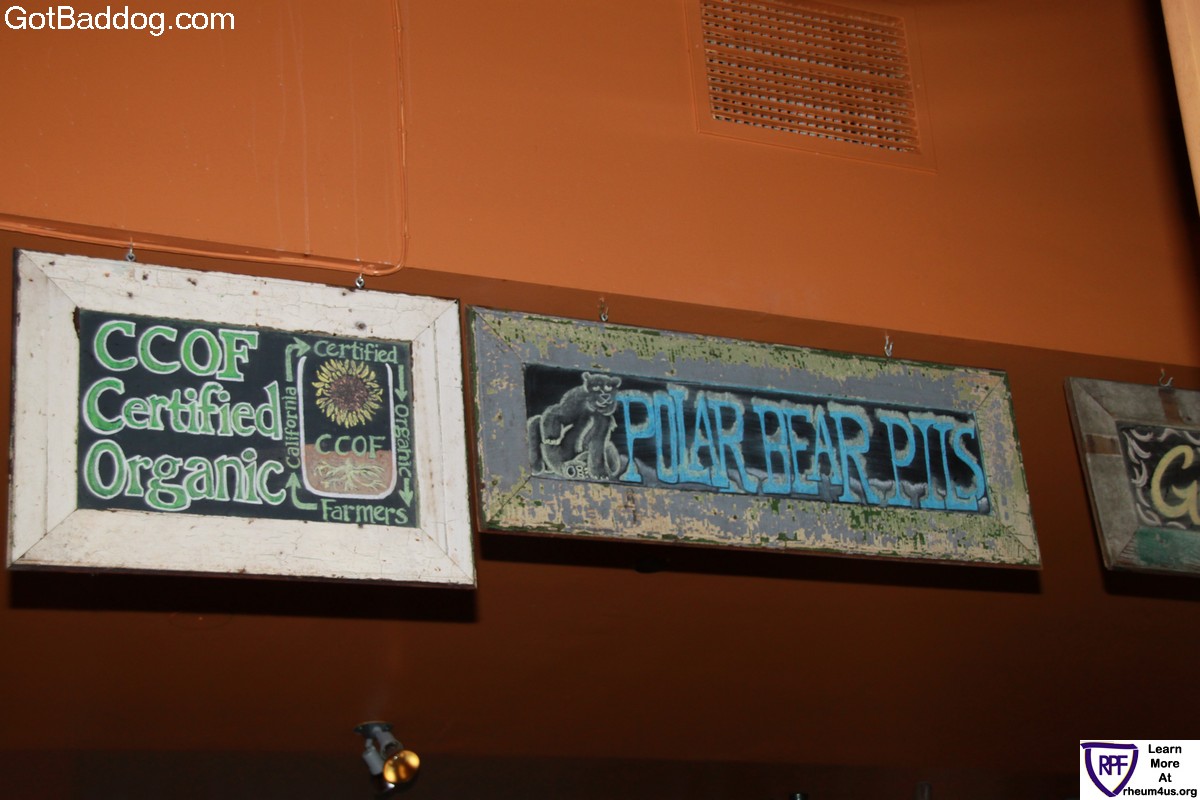 GotBaddog.com
CCOF
Certified
Organic
California
Certified
Organic
CCOF
Farmers
POLAR BEAR PILS
G
RPF
Learn
More
At
rheum4us.org